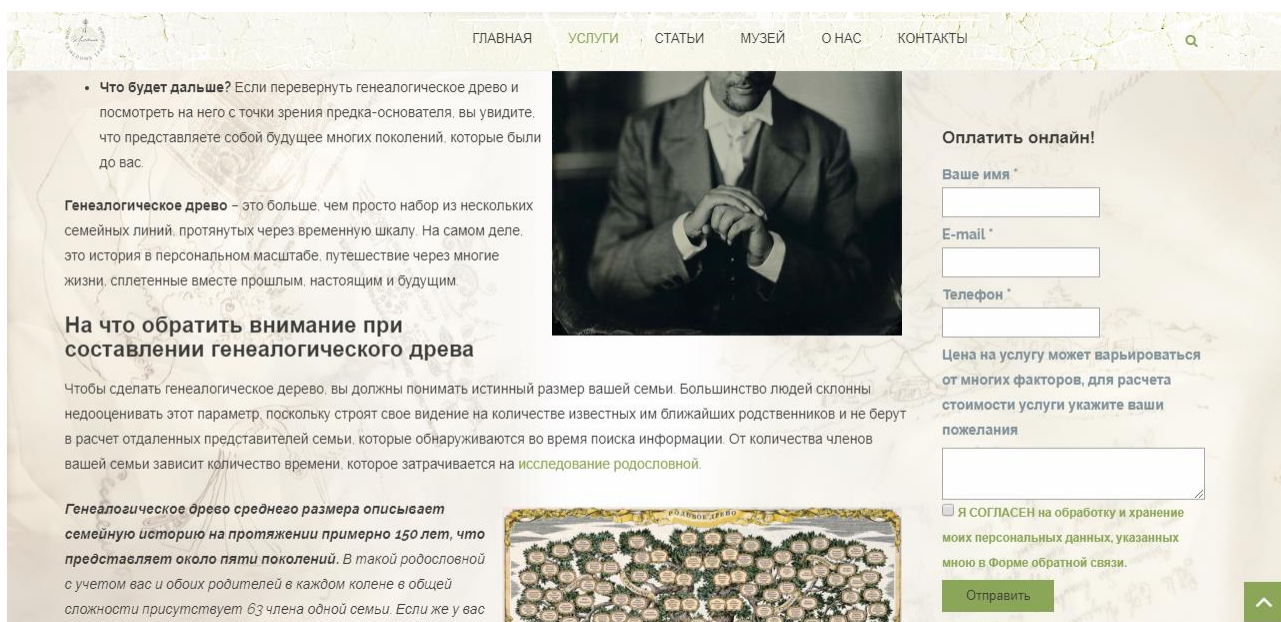 ГЛАВНАЯ УСЛУГИ СТАТЬИ МУЗЕЙ О НАС КОНТАКТЫ
• Что будет дальше? Если перевернуть генеалогическое древо и
посмотреть на него с точки зрения предка-основателя, вы увидите,
что представляете собой будущее многих поколений, которые были
до вас.
Генеалогическое древо – это больше, чем просто набор из нескольких
семейных линий, протянутых через временную шкалу. На самом деле,
это история в персональном масштабе, путешествие через многие
жизни, сплетенные вместе прошлым, настоящим и будущим.
На что обратить внимание при
составлении генеалогического древа
Чтобы сделать генеалогическое дерево, вы должны понимать истинный размер вашей семьи. Большинство людей склонны
недооценивать этот параметр, поскольку строят свое видение на количестве известных им ближайших родственников и не берут
в расчет отдаленных представителей семьи, которые обнаруживаются во время поиска информации. От количества членов
вашей семьи зависит количество времени, которое затрачивается на исследование родословной.
Генеалогическое древо среднего размера описывает
семейную историю на протяжении примерно 150 лет, что
представляет около пяти поколений. В такой родословной
с учетом вас и обоих родителей в каждом колене в общей
сложности присутствует 63 члена одной семьи. Если же у вас
РОДОВОЕ ДРЕВО
Оплатить онлайн!
Ваше имя *
E-mail *
Телефон *
Цена на услугу может варьироваться
от многих факторов, для расчета
стоимости услуги укажите ваши
пожелания
Я СОГЛАСЕН на обработку и хранение
моих персональных данных, указанных
мною в Форме обратной связи.
Отправить